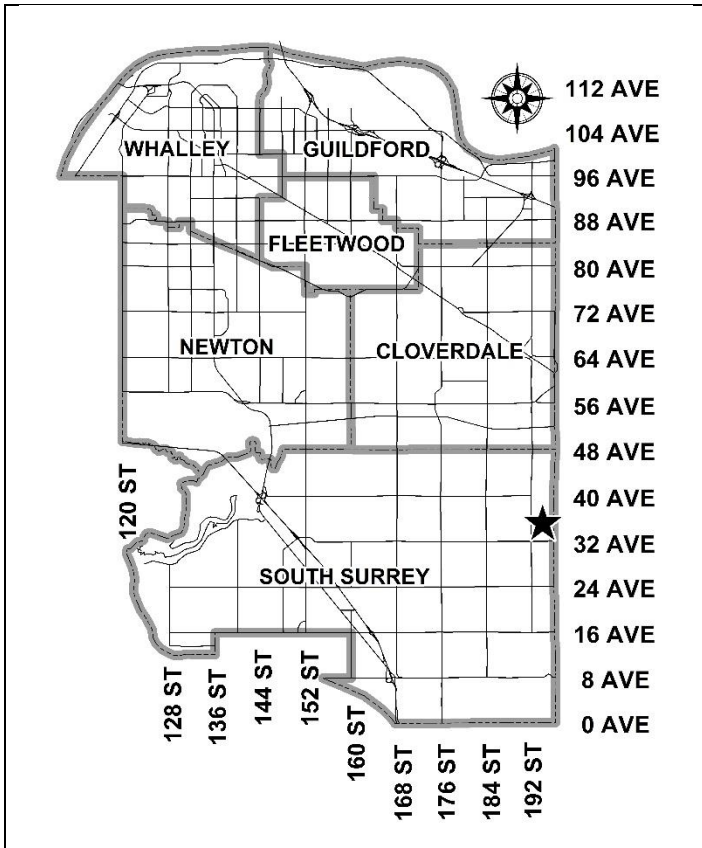 112 AVE
104 AVE
WHALLEY GUILDFORD
96 AVE
88 AVE
FLEETWOOD
80 AVE
72 AVE
NEWTON CLOVERDALE
64 AVE
56 AVE
48 AVE
120 ST
40 AVE
32 AVE
SOUTH SURREY
24 AVE
16 AVE
8 AVE
0 AVE
128 ST
136 ST
144 ST
152 ST
160 ST
168 ST
176 ST
184 ST
192 ST